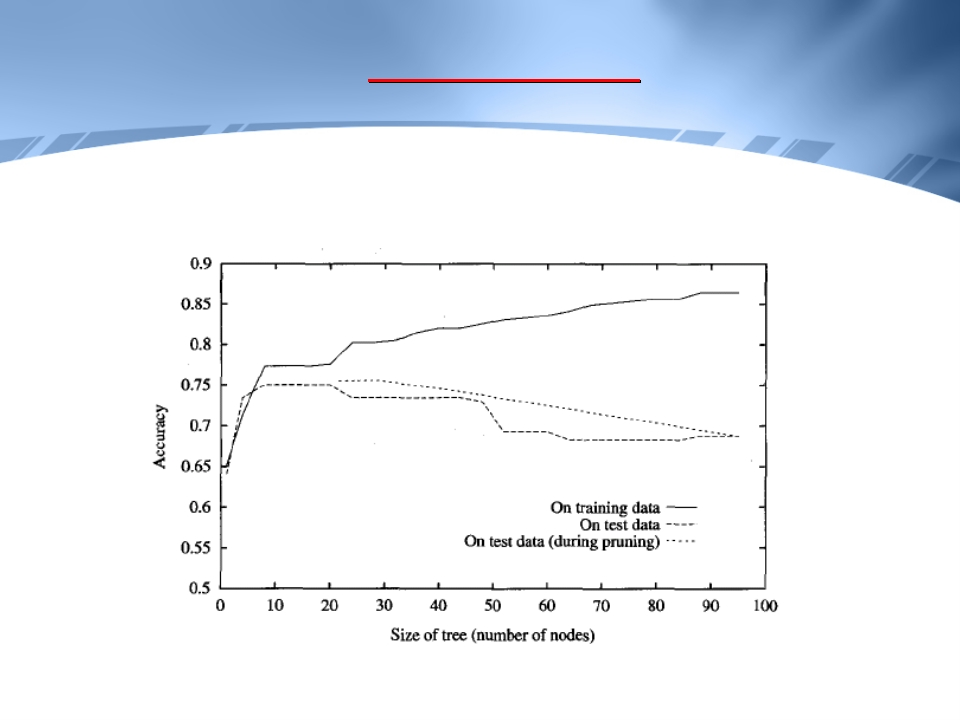 0.9
0.85
0.8
0.75
0.7
0.65
0.6
0.55
0.5
Accuracy
On training data
On test data
On test data (during pruning)
0 10 20 30 40 50 60 70 80 90 100
Size of tree (number of nodes)